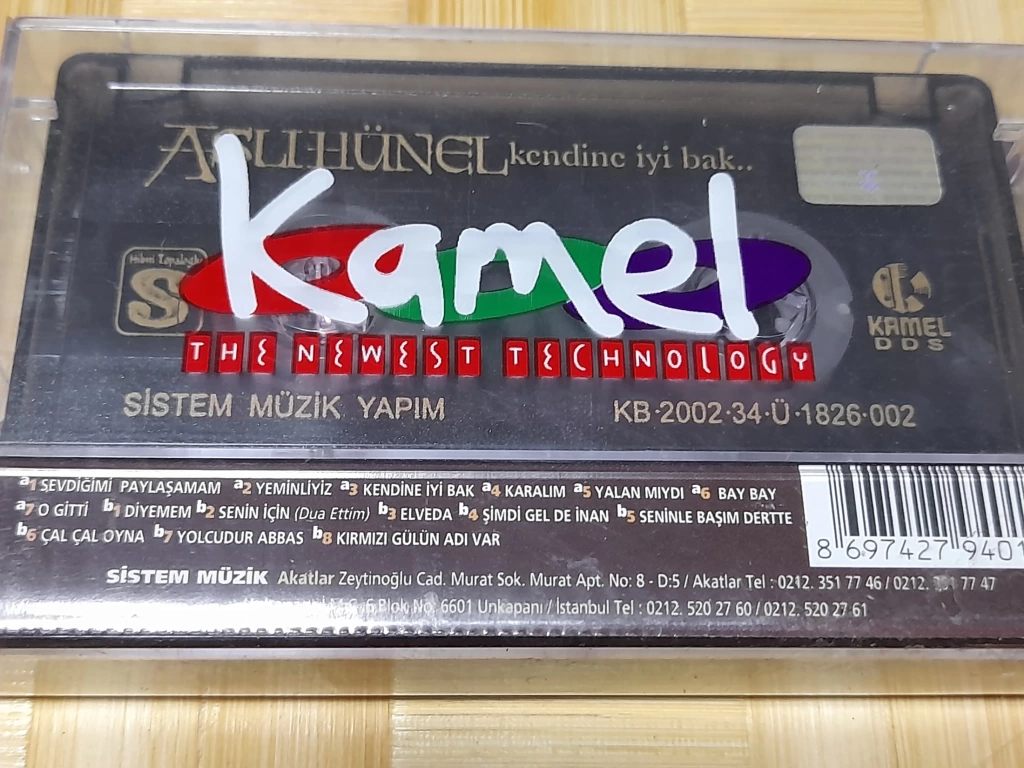 ASLI HÜNEL kendine iyi bak..
Kamel
Hilmi Topaloğlu
S
KAMEL
DDS
THE NEWEST TECHNOLOGY
SİSTEM MÜZİK YAPIM KB·2002·34·Ü·1826·002
a1 SEVDİĞİMİ PAYLAŞAMAM a2 YEMİNLİYİZ a3 KENDİNE İYİ BAK a4 KARALIM a5 YALAN MIYDI a6 BAY BAY
a7 O GİTTİ b1 DİYEMEM b2 SENİN İÇİN (Dua Ettim) b3 ELVEDA b4 ŞİMDİ GEL DE İNAN b5 SENİNLE BAŞIM DERTTE
b6 ÇAL ÇAL OYNA b7 YOLCUDUR ABBAS b8 KIRMIZI GÜLÜN ADI VAR
8 697427 9401
SİSTEM MÜZİK Akatlar Zeytinoğlu Cad. Murat Sok. Murat Apt. No: 8 - D:5 / Akatlar Tel : 0212. 351 77 46 / 0212. 351 77 47
6.Blok No: 6601 Unkapanı / İstanbul Tel : 0212. 520 27 60 / 0212. 520 27 61